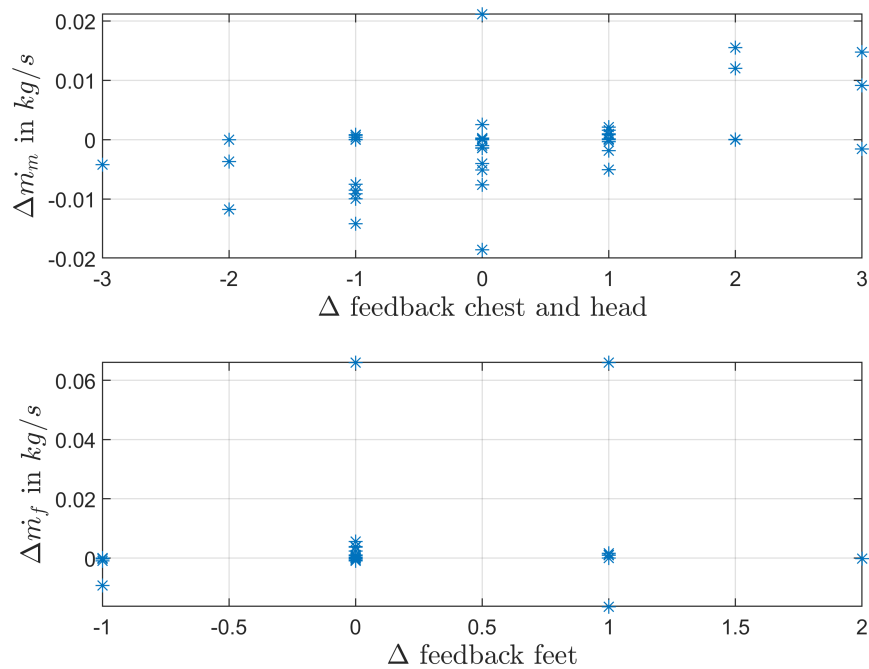 0.02
0.01
0
-0.01
-0.02
Δṁₘ in kg/s
-3 -2 -1 0 1 2 3
Δ feedback chest and head
0.06
0.04
0.02
0
Δṁ_f in kg/s
-1 -0.5 0 0.5 1 1.5 2
Δ feedback feet